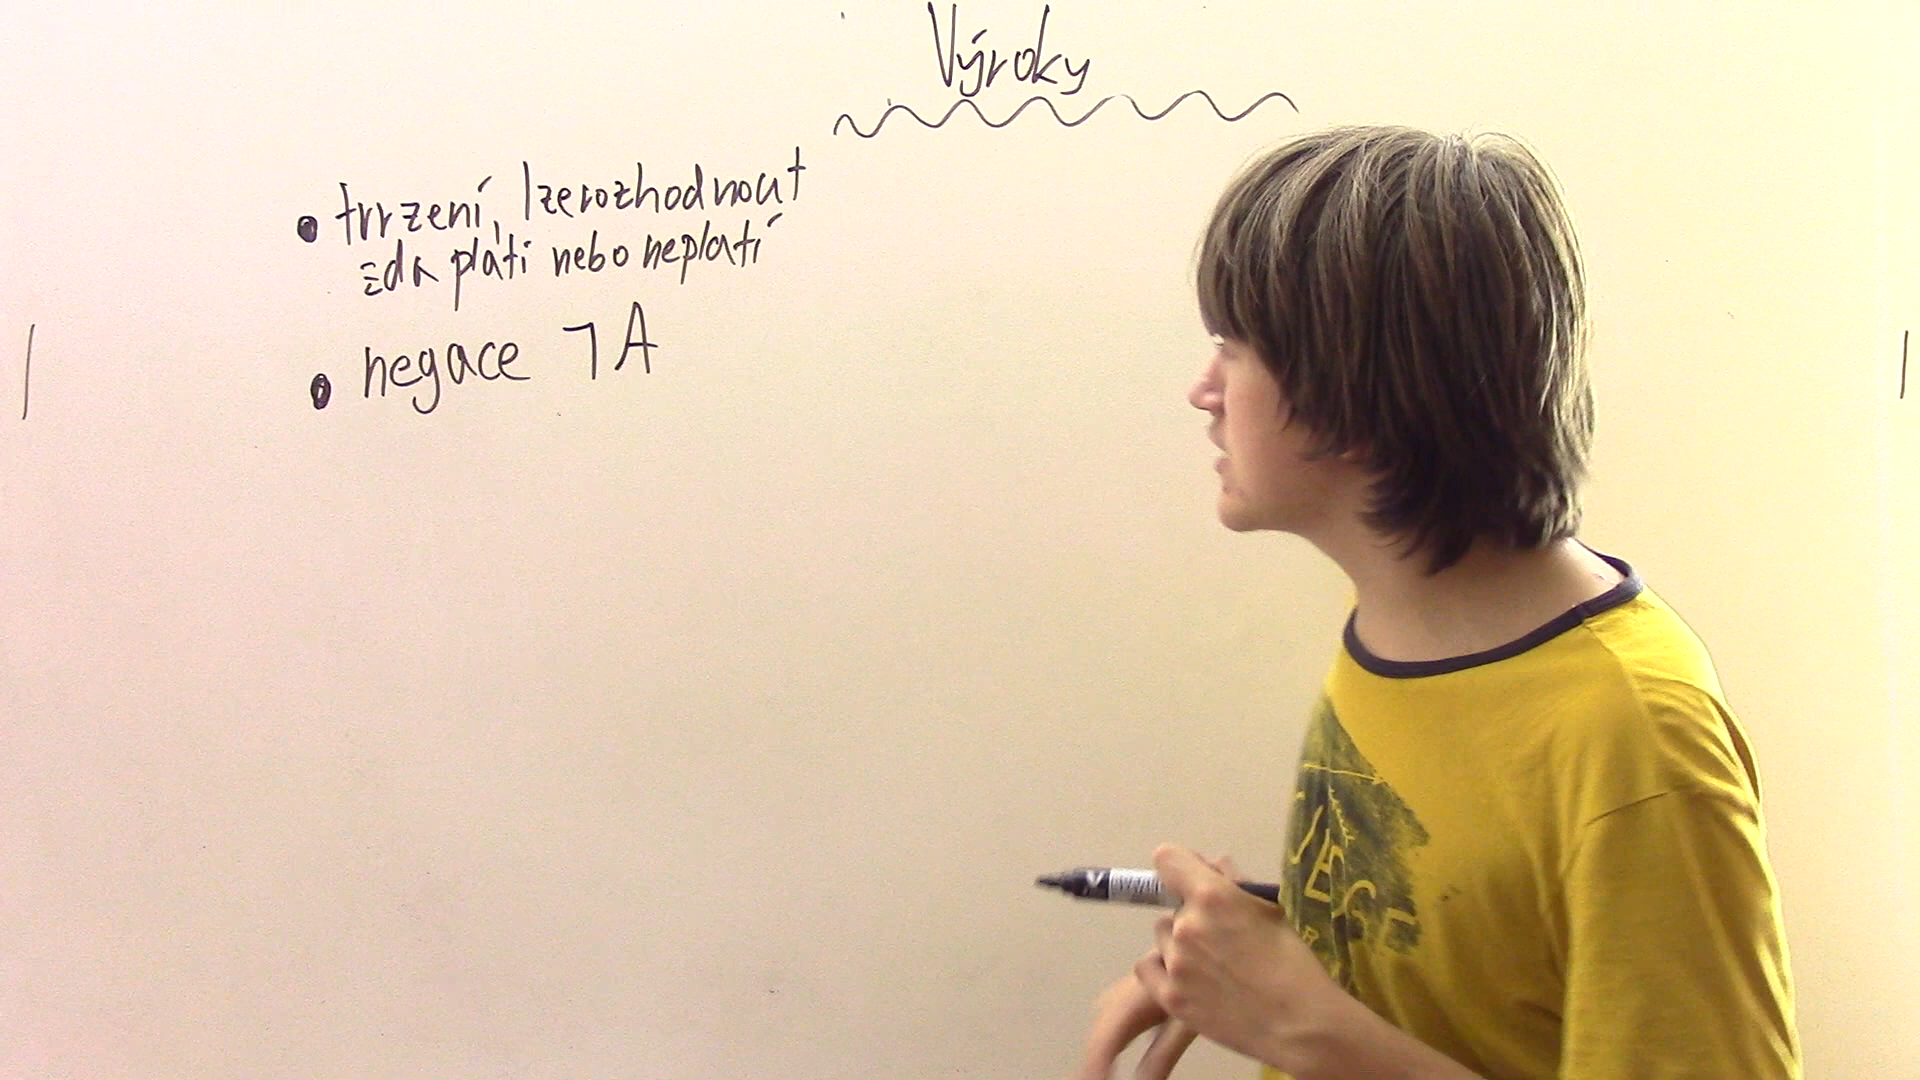 Výroky
• tvrzení, lze rozhodnout
zda platí nebo neplatí
• negace ¬A